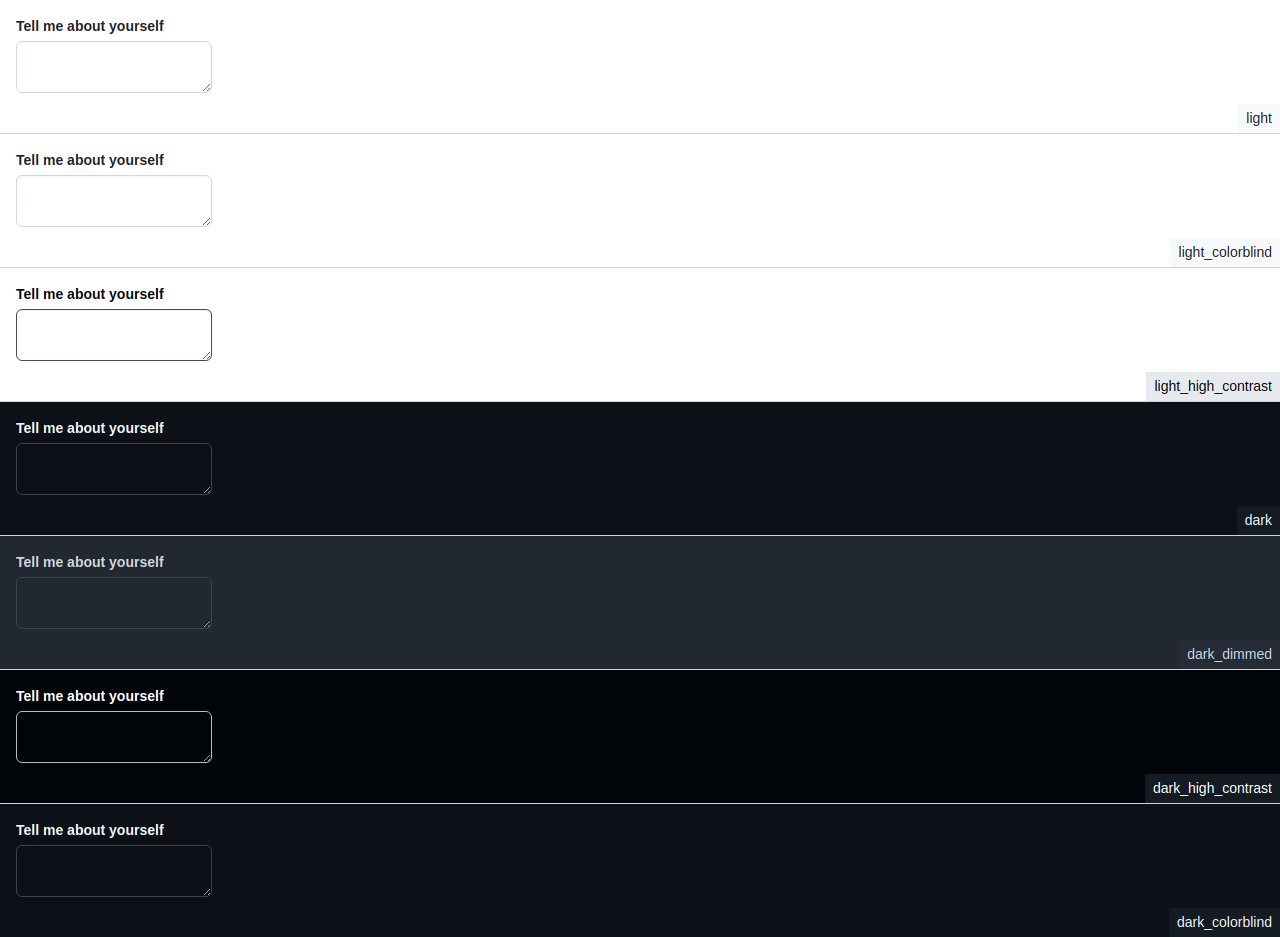 Tell me about yourself
light
Tell me about yourself
light_colorblind
Tell me about yourself
light_high_contrast
Tell me about yourself
dark
Tell me about yourself
dark_dimmed
Tell me about yourself
dark_high_contrast
Tell me about yourself
dark_colorblind